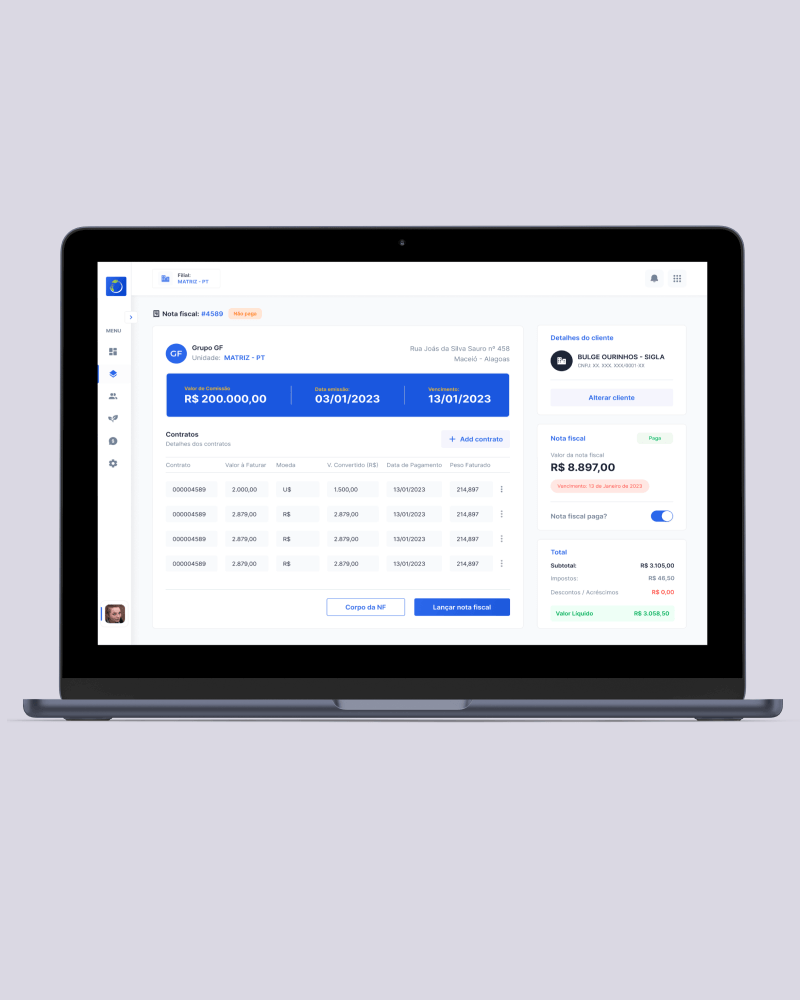 Filial:
MATRIZ - PT
MENU
Nota fiscal: #4589 Não paga
GF
Grupo GF
Unidade: MATRIZ - PT
Rua Joás da Silva Sauro nº 458
Maceió - Alagoas
Valor de Comissão
R$ 200.000,00
Data emissão:
03/01/2023
Vencimento:
13/01/2023
Contratos
Detalhes dos contratos
+ Add contrato
Contrato Valor à Faturar Moeda V. Convertido (R$) Data de Pagamento Peso Faturado
000004589 2.000,00 U$ 1.500,00 13/01/2023 214,897
000004589 2.879,00 R$ 2.879,00 13/01/2023 214,897
000004589 2.879,00 R$ 2.879,00 13/01/2023 214,897
000004589 2.879,00 R$ 2.879,00 13/01/2023 214,897
Corpo da NF
Lançar nota fiscal
Detalhes do cliente
BULGE OURINHOS - SIGLA
CNPJ: XX. XXX. XXX/0001-XX
Alterar cliente
Nota fiscal
Pago
Valor da nota fiscal
R$ 8.897,00
Vencimento: 13 de Janeiro de 2023
Nota fiscal paga?
Total
Subtotal: R$ 3.105,00
Impostos: R$ 46,50
Descontos / Acréscimos R$ 0,00
Valor Líquido R$ 3.058,50